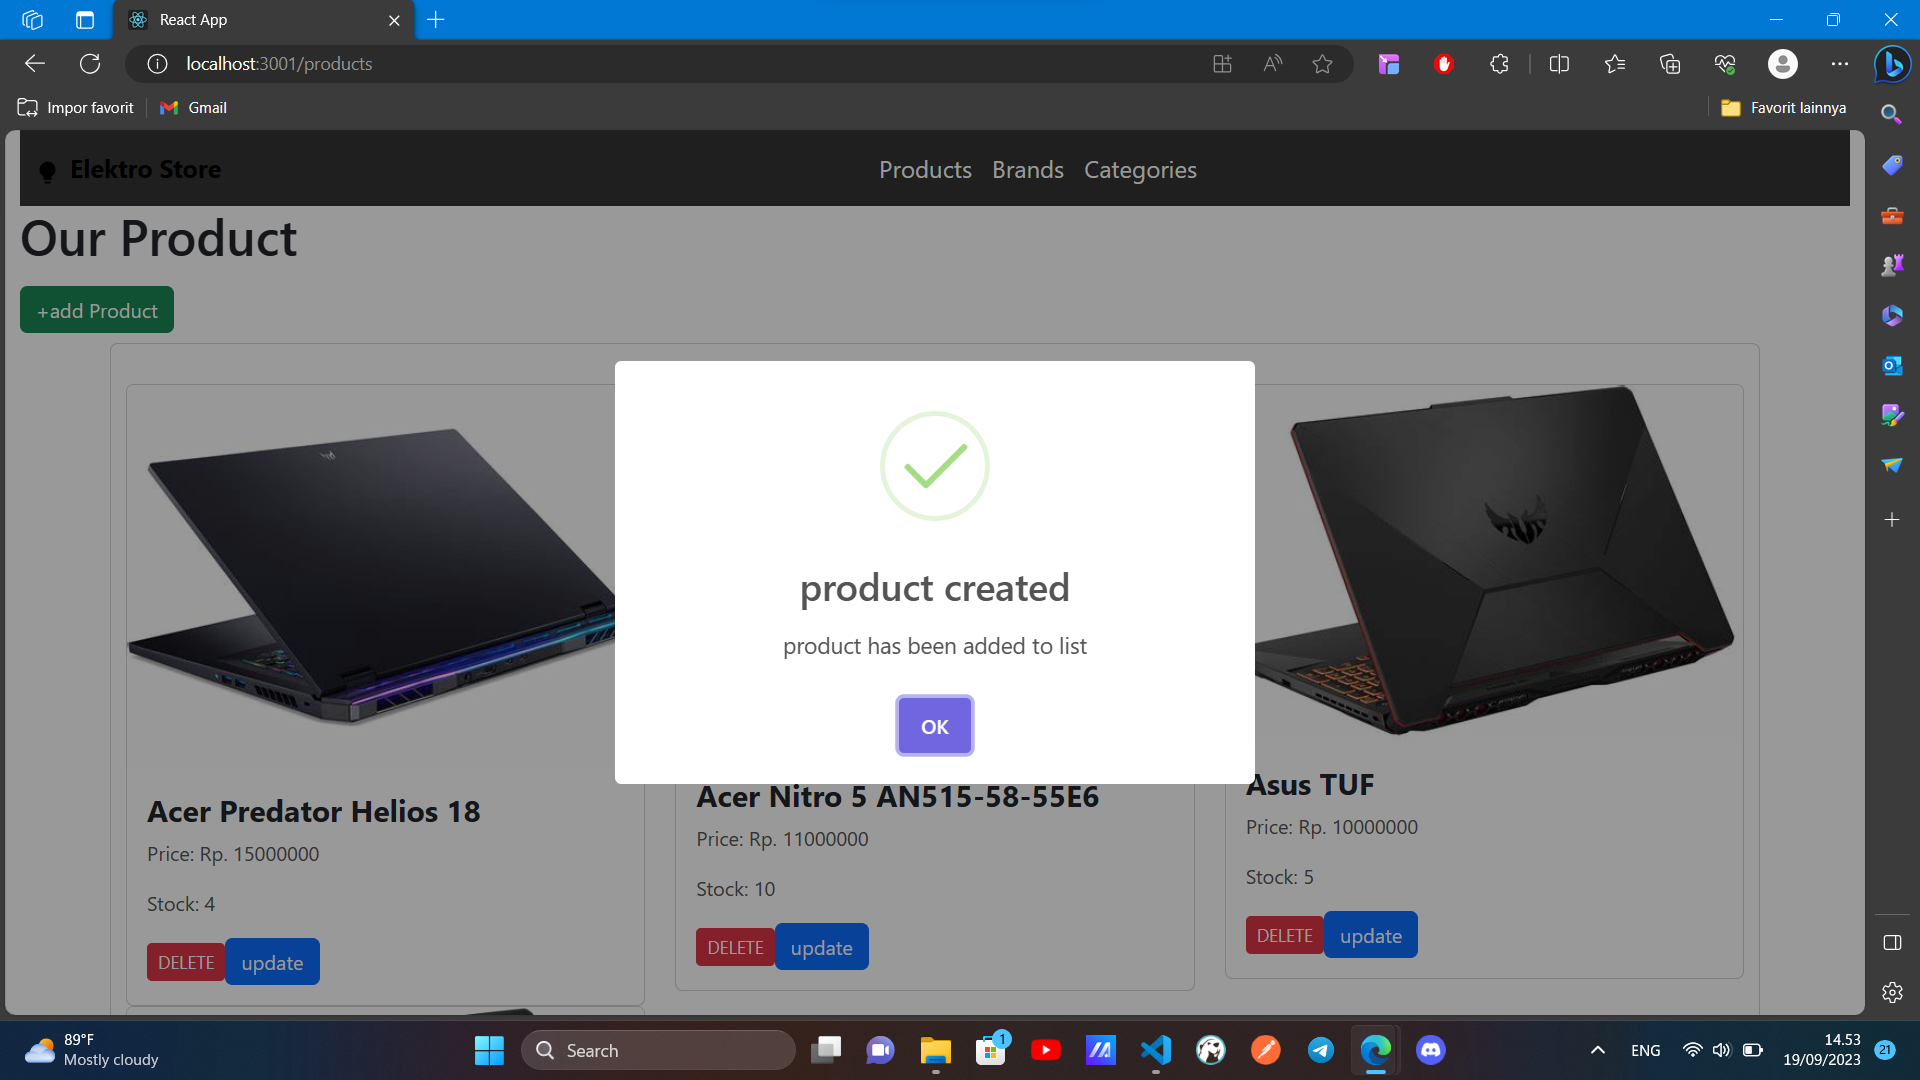 React App
localhost:3001/products
Impor favorit
Gmail
Favorit lainnya
Elektro Store
Products
Brands
Categories
Our Product
+add Product
product created
product has been added to list
OK
Acer Predator Helios 18
Price: Rp. 15000000
Stock: 4
DELETE
update
Acer Nitro 5 AN515-58-55E6
Price: Rp. 11000000
Stock: 10
DELETE
update
Asus TUF
Price: Rp. 10000000
Stock: 5
DELETE
update
89°F
Mostly cloudy
Search
1
ENG
14.53
19/09/2023
21